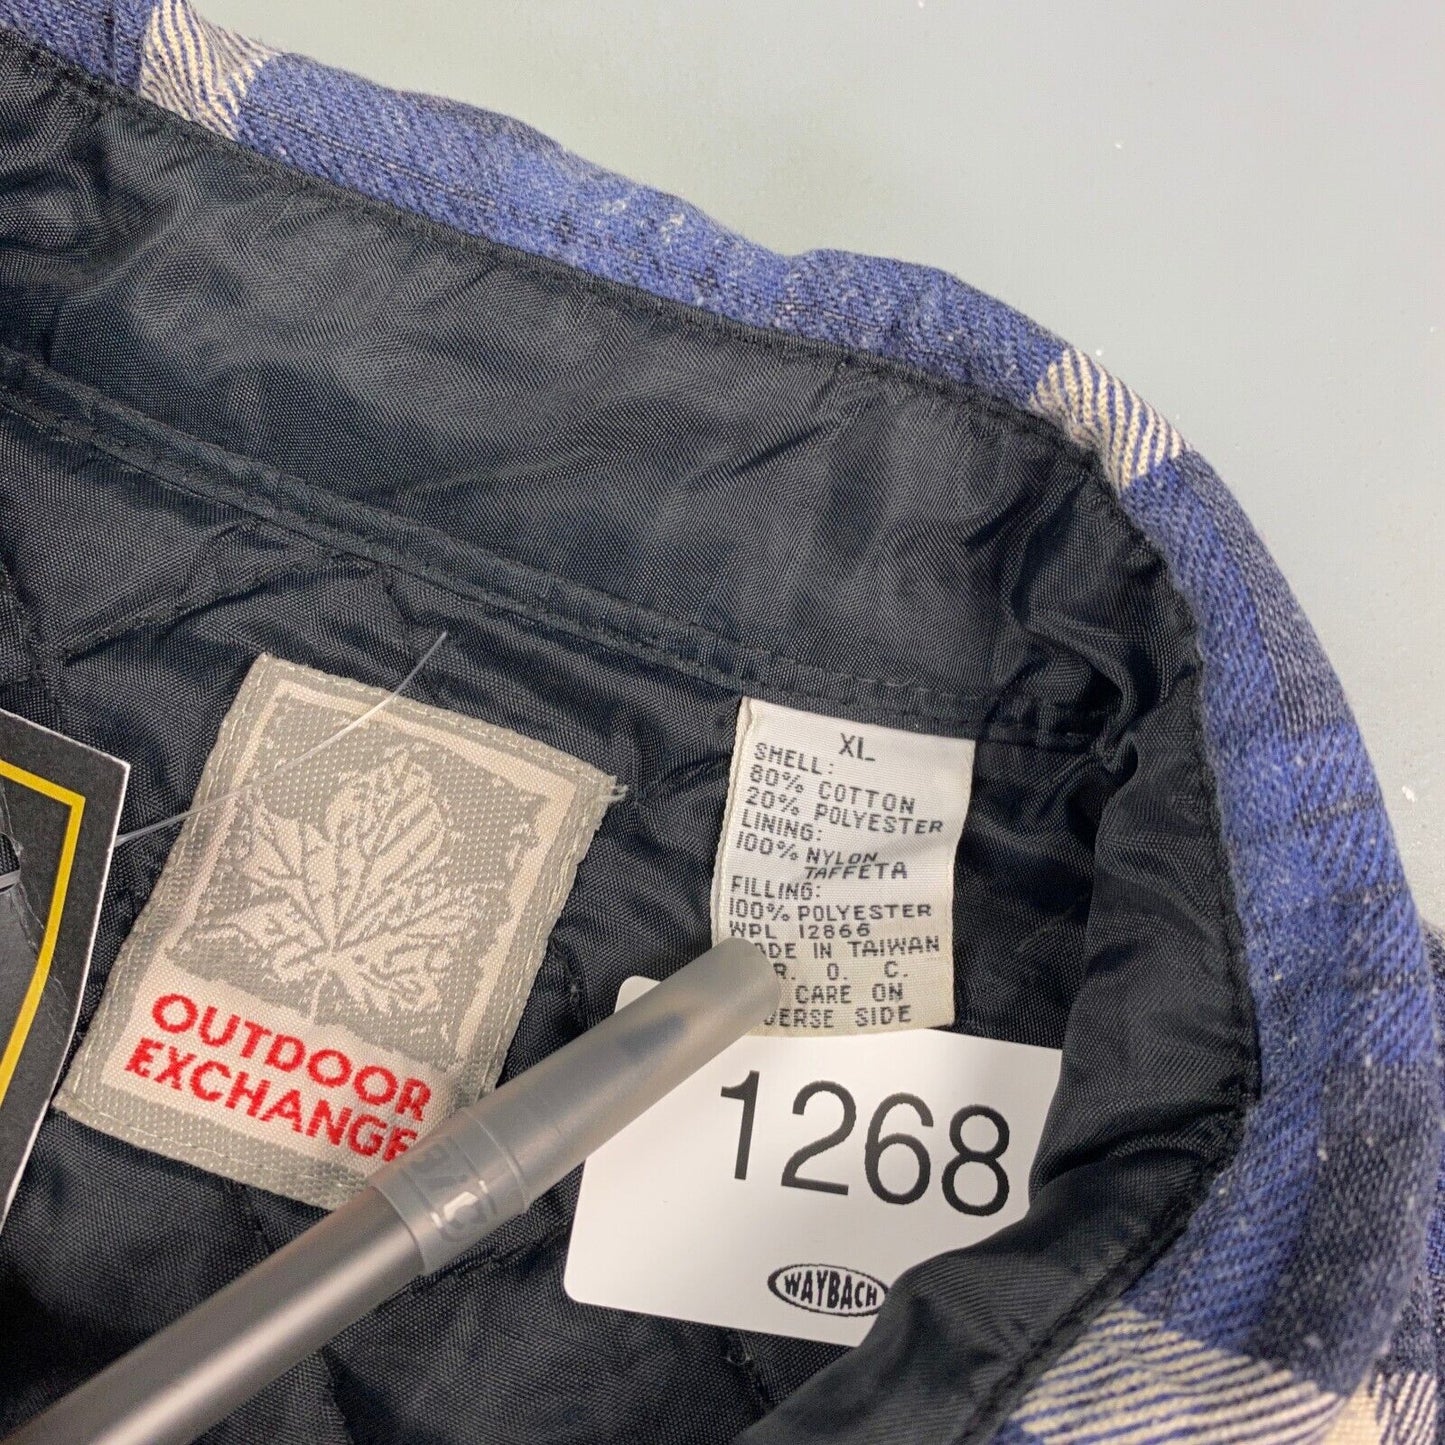 OUTDOOR
EXCHANGE
XL
SHELL:
80% COTTON
20% POLYESTER
LINING:
100% NYLON
TAFFETA
FILLING:
100% POLYESTER
WPL 12866
MADE IN TAIWAN
R. O. C.
CARE ON
SIDE
1268
WAYBACH